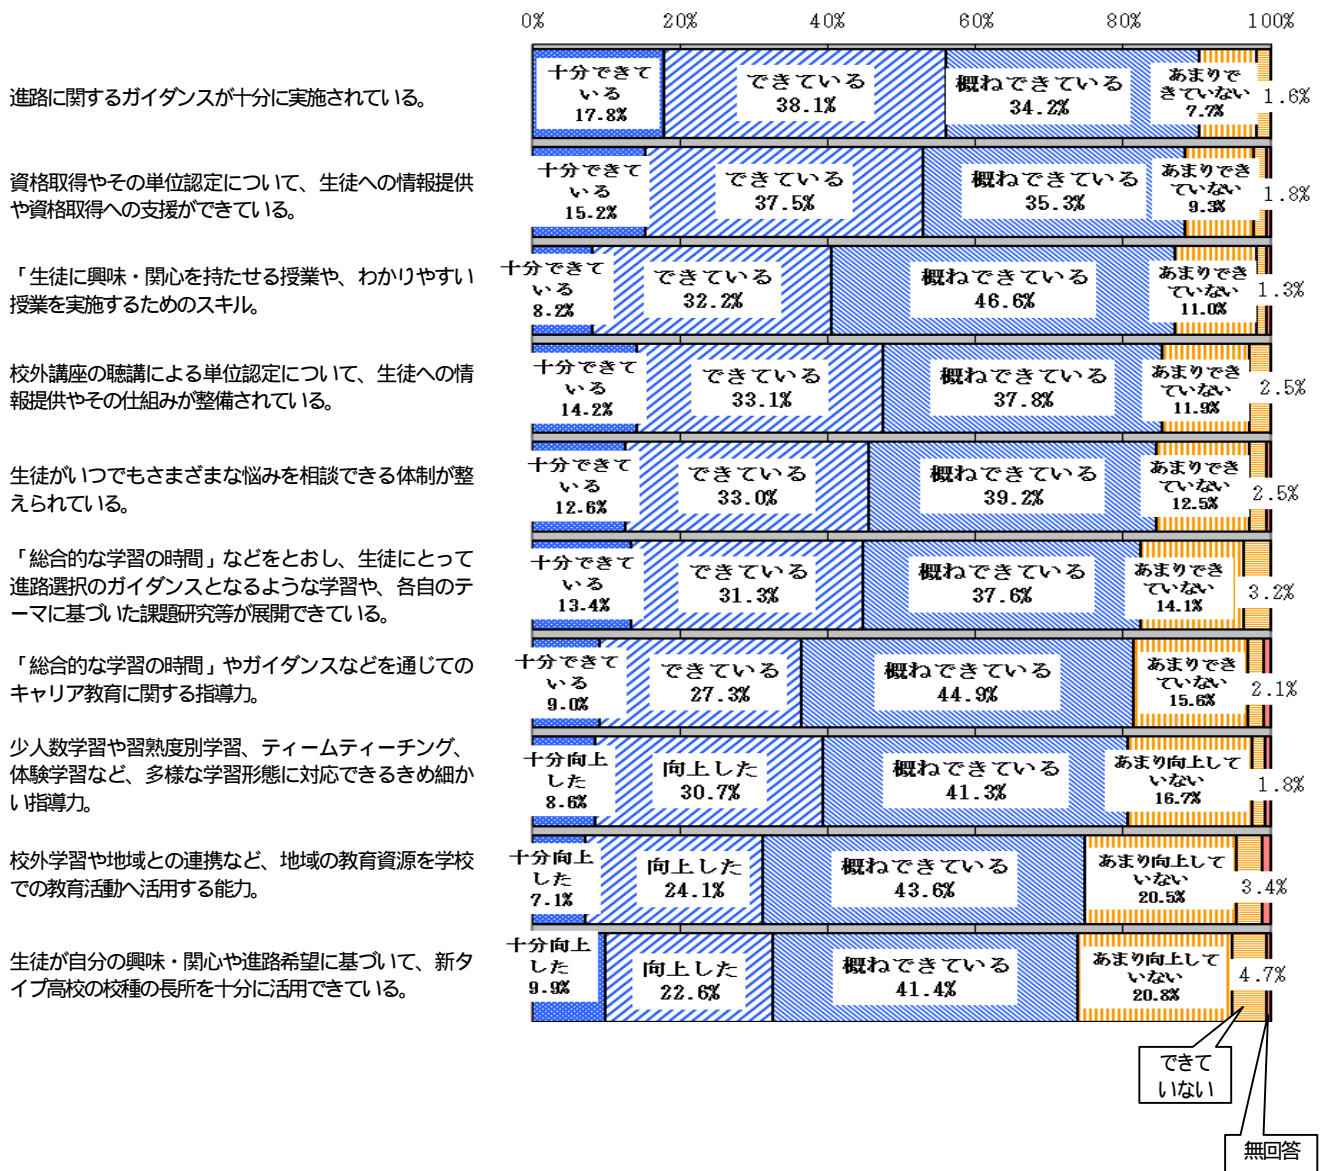 0% 20% 40% 60% 80% 100%
進路に関するガイダンスが十分に実施されている。
十分できて
いる
17.8%
できている
38.1%
概ねできている
34.2%
あまりで
きていない
7.7%
1.6%
資格取得やその単位認定について、生徒への情報提供
や資格取得への支援ができている。
十分できて
いる
15.2%
できている
37.5%
概ねできている
35.3%
あまりでき
ていない
9.3%
1.8%
「生徒に興味・関心を持たせる授業や、わかりやすい
授業を実施するためのスキル。
十分できて
いる
8.2%
できている
32.2%
概ねできている
46.6%
あまりでき
ていない
11.0%
1.3%
校外講座の聴講による単位認定について、生徒への情
報提供やその仕組みが整備されている。
十分できて
いる
14.2%
できている
33.1%
概ねできている
37.8%
あまりでき
ていない
11.9%
2.5%
生徒がいつでもさまざまな悩みを相談できる体制が整
えられている。
十分できて
いる
12.6%
できている
33.0%
概ねできている
39.2%
あまりでき
ていない
12.5%
2.5%
「総合的な学習の時間」などをとおし、生徒にとって
進路選択のガイダンスとなるような学習や、各自のテ
ーマに基づいた課題研究等が展開できている。
十分できて
いる
13.4%
できている
31.3%
概ねできている
37.6%
あまりでき
ていない
14.1%
3.2%
「総合的な学習の時間」やガイダンスなどを通じての
キャリア教育に関する指導力。
十分できて
いる
9.0%
できている
27.3%
概ねできている
44.9%
あまりでき
ていない
15.6%
2.1%
少人数学習や習熟度別学習、ティームティーチング、
体験学習など、多様な学習形態に対応できるきめ細か
い指導力。
十分向上
した
8.6%
向上した
30.7%
概ねできている
41.3%
あまり向上して
いない
16.7%
1.8%
校外学習や地域との連携など、地域の教育資源を学校
での教育活動へ活用する能力。
十分向上
した
7.1%
向上した
24.1%
概ねできている
43.6%
あまり向上して
いない
20.5%
3.4%
生徒が自分の興味・関心や進路希望に基づいて、新タ
イプ高校の校種の長所を十分に活用できている。
十分向上
した
9.9%
向上した
22.6%
概ねできている
41.4%
あまり向上して
いない
20.8%
4.7%
できて
いない
無回答